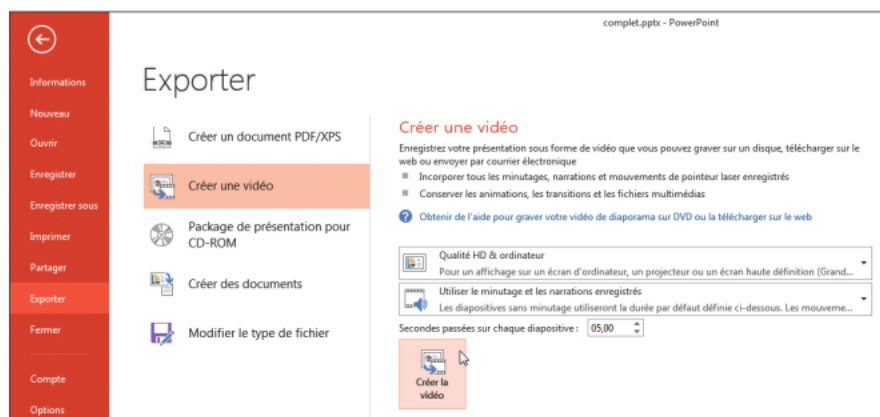 complet.pptx - PowerPoint
Informations
Nouveau
Ouvrir
Enregistrer
Enregistrer sous
Imprimer
Partager
Exporter
Fermer
Compte
Options
Exporter
Créer un document PDF/XPS
Créer une vidéo
Package de présentation pour
CD-ROM
Créer des documents
Modifier le type de fichier
Créer une vidéo
Enregistrez votre présentation sous forme de vidéo que vous pouvez graver sur un disque, télécharger sur le
web ou envoyer par courrier électronique
Incorporer tous les minutages, narrations et mouvements de pointeur laser enregistrés
Conserver les animations, les transitions et les fichiers multimédias
Obtenir de l'aide pour graver votre vidéo de diaporama sur DVD ou la télécharger sur le web
Qualité HD & ordinateur
Pour un affichage sur un écran d'ordinateur, un projecteur ou un écran haute définition (Grand...
Utiliser le minutage et les narrations enregistrés
Les diapositives sans minutage utiliseront la durée par défaut définie ci-dessous. Les mouveme...
Secondes passées sur chaque diapositive : 05,00
Créer la
vidéo